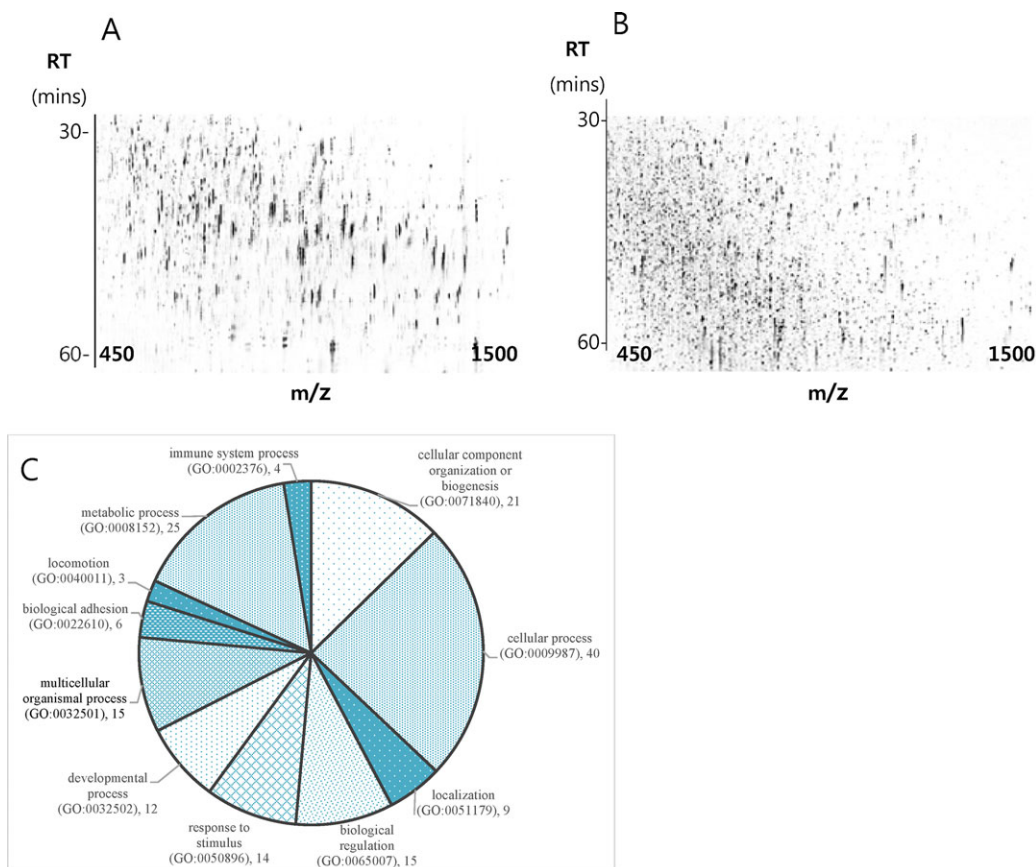 A
RT
(mins)
30-
60-
450
1500
m/z
B
RT
(mins)
30-
60-
450
1500
m/z
C
immune system process
(GO:0002376), 4
cellular component
organization or
biogenesis
(GO:0071840), 21
metabolic process
(GO:0008152), 25
locomotion
(GO:0040011), 3
biological adhesion
(GO:0022610), 6
cellular process
(GO:0009987), 40
multicellular
organismal process
(GO:0032501), 15
developmental
process
(GO:0032502), 12
localization
(GO:0051179), 9
response to
stimulus
(GO:0050896), 14
biological
regulation
(GO:0065007), 15